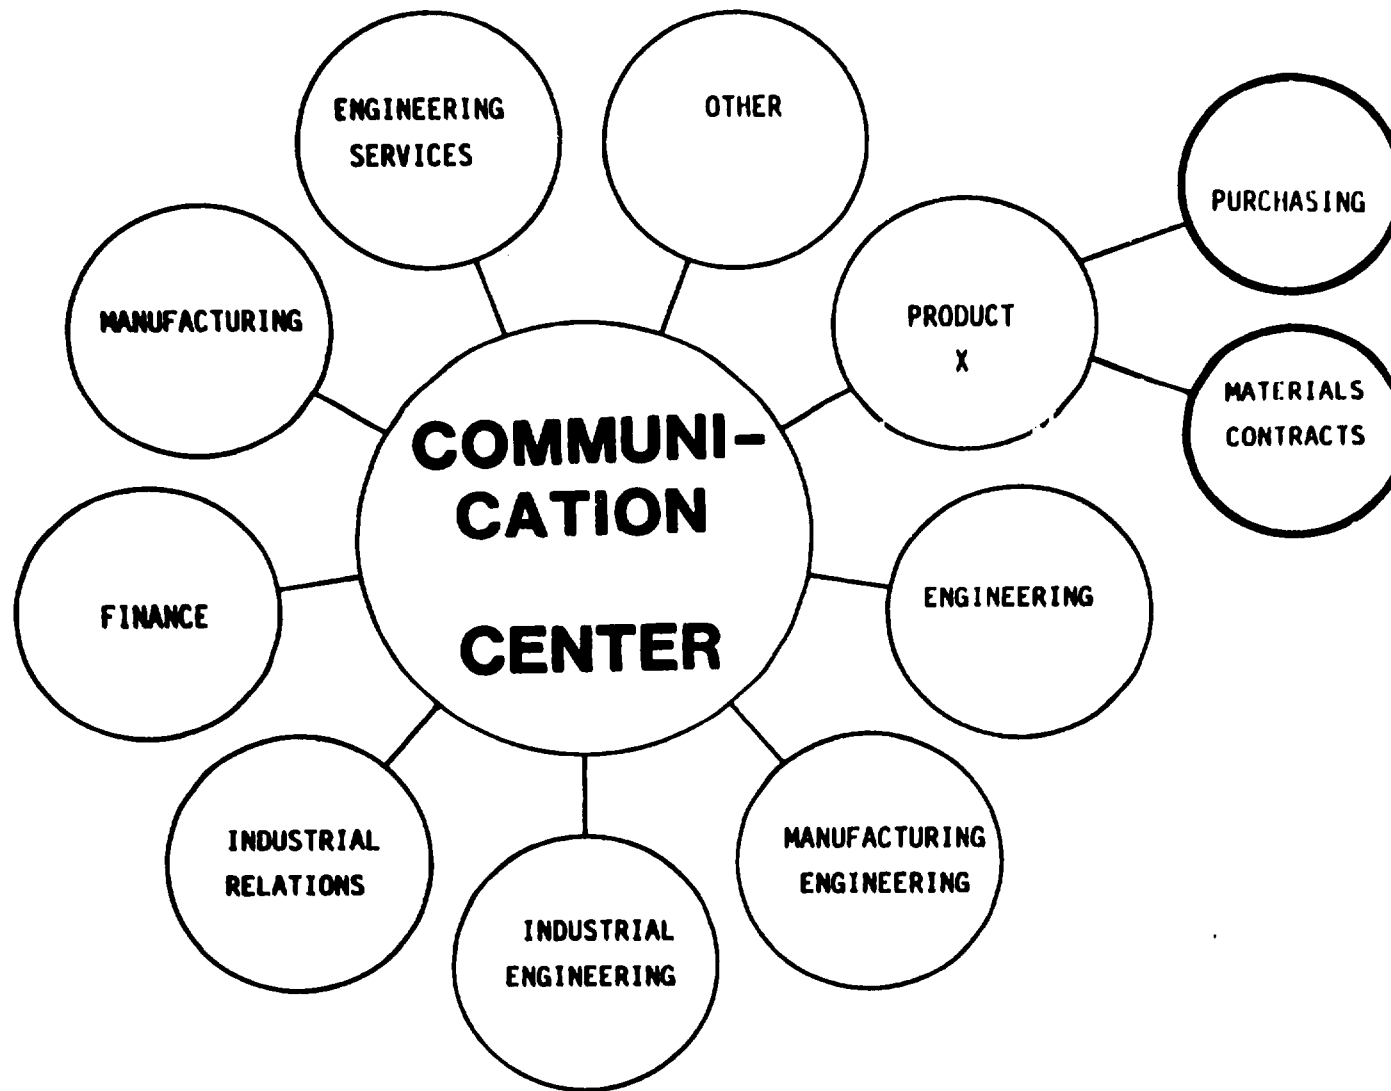 ENGINEERING
SERVICES
OTHER
PURCHASING
MANUFACTURING
PRODUCT
X
MATERIALS
CONTRACTS
COMMUNI-
CATION
CENTER
FINANCE
ENGINEERING
INDUSTRIAL
RELATIONS
MANUFACTURING
ENGINEERING
INDUSTRIAL
ENGINEERING